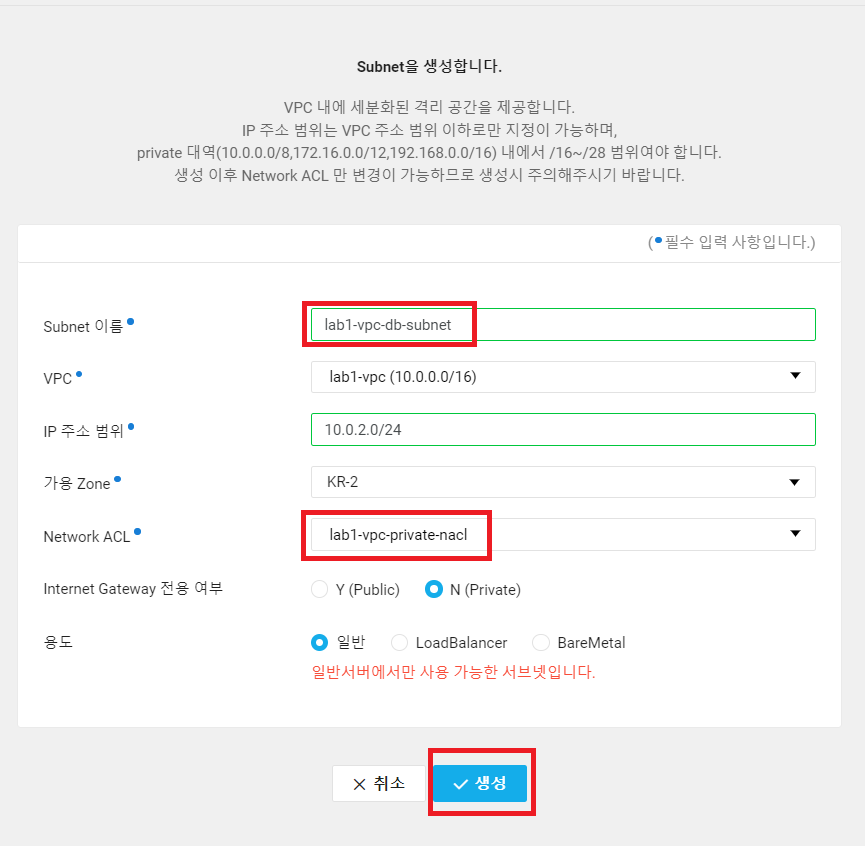 Subnet을 생성합니다.
VPC 내에 세분화된 격리 공간을 제공합니다.
IP 주소 범위는 VPC 주소 범위 이하로만 지정이 가능하며,
private 대역(10.0.0.0/8,172.16.0.0/12,192.168.0.0/16) 내에서 /16~/28 범위여야 합니다.
생성 이후 Network ACL 만 변경이 가능하므로 생성시 주의해주시기 바랍니다.
(•필수 입력 사항입니다.)
Subnet 이름• lab1-vpc-db-subnet
VPC• lab1-vpc (10.0.0.0/16)
IP 주소 범위• 10.0.2.0/24
가용 Zone• KR-2
Network ACL• lab1-vpc-private-nacl
Internet Gateway 전용 여부 Y (Public) N (Private)
용도 일반 LoadBalancer BareMetal
일반서버에서만 사용 가능한 서브넷입니다.
취소 생성